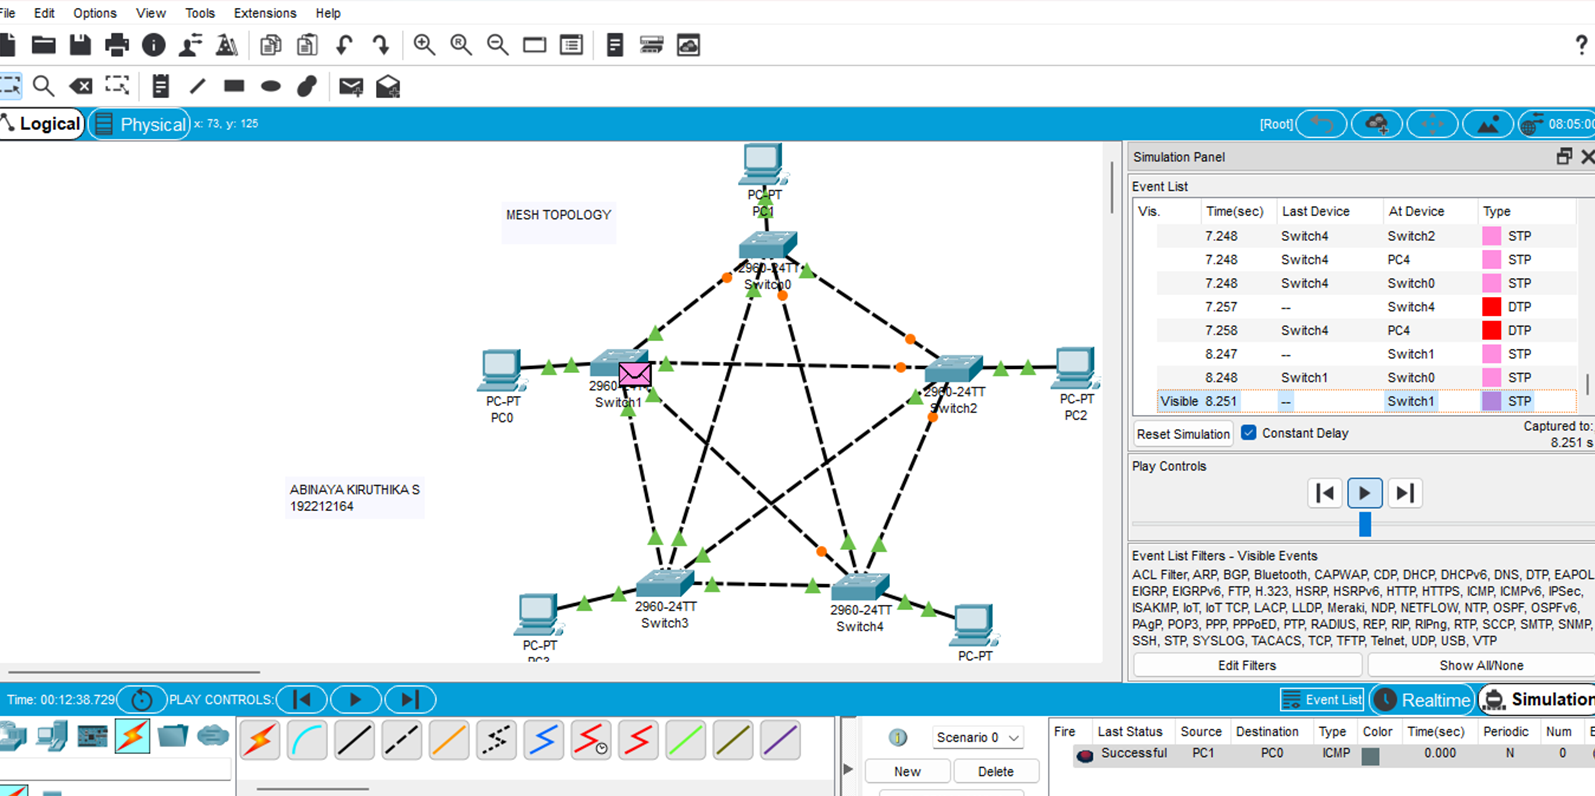 File Edit Options View Tools Extensions Help
?
Logical Physical x: 73, y: 125
[Root] 08:05:00
MESH TOPOLOGY
PC-PT
PC1
2960-24TT
Switch0
PC-PT
PC0
2960-24TT
Switch1
2960-24TT
Switch2
PC-PT
PC2
ABINAYA KIRUTHIKA S
192212164
2960-24TT
Switch3
2960-24TT
Switch4
PC-PT
PC3
PC-PT
Simulation Panel
Event List
Vis. Time(sec) Last Device At Device Type
7.248 Switch4 Switch2 STP
7.248 Switch4 PC4 STP
7.248 Switch4 Switch0 STP
7.257 -- Switch4 DTP
7.258 Switch4 PC4 DTP
8.247 -- Switch1 STP
8.248 Switch1 Switch0 STP
Visible 8.251 -- Switch1 STP
Reset Simulation Constant Delay
Captured to:
8.251 s
Play Controls
Event List Filters - Visible Events
ACL Filter, ARP, BGP, Bluetooth, CAPWAP, CDP, DHCP, DHCPv6, DNS, DTP, EAPOL
EIGRP, EIGRPv6, FTP, H.323, HSRP, HSRPv6, HTTP, HTTPS, ICMP, ICMPv6, IPSec,
ISAKMP, IoT, IoT TCP, LACP, LLDP, Meraki, NDP, NETFLOW, NTP, OSPF, OSPFv6,
PAgP, POP3, PPP, PPPoED, PTP, RADIUS, REP, RIP, RIPng, RTP, SCCP, SMTP, SNMP,
SSH, STP, SYSLOG, TACACS, TCP, TFTP, Telnet, UDP, USB, VTP
Edit Filters Show All/None
Time: 00:12:38.729 PLAY CONTROLS: Event List Realtime Simulation
Scenario 0
New Delete
Fire Last Status Source Destination Type Color Time(sec) Periodic Num
Successful PC1 PC0 ICMP 0.000 N 0